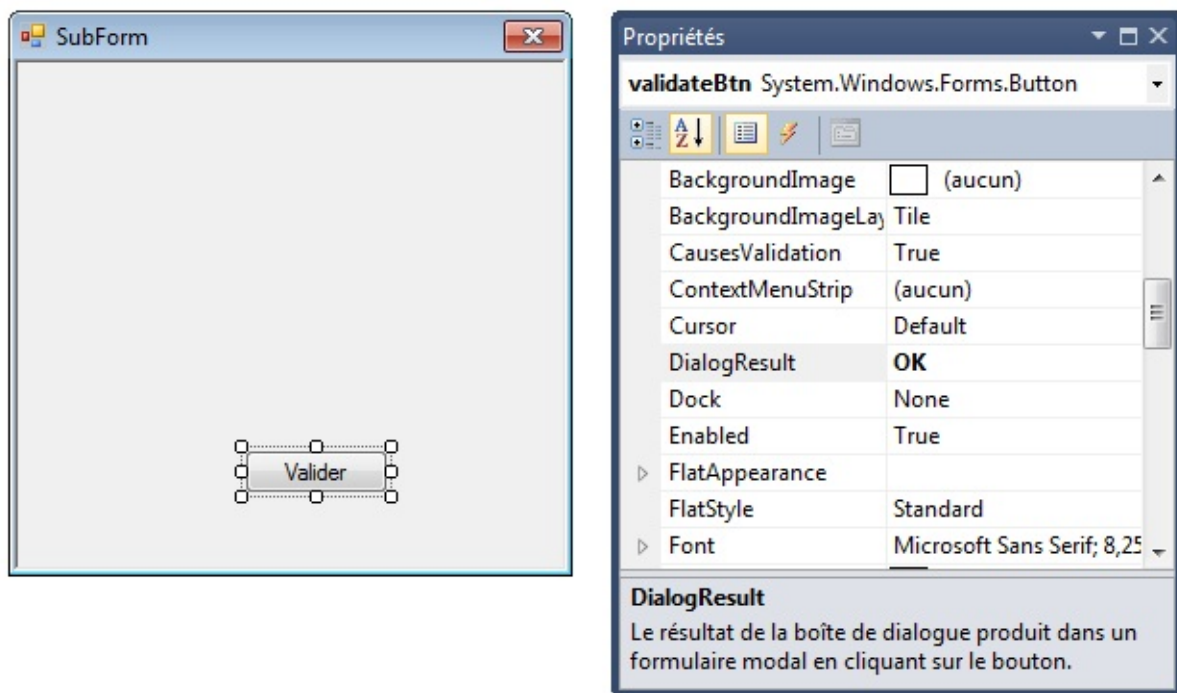 SubForm
Valider
Propriétés
validateBtn System.Windows.Forms.Button
A
Z
BackgroundImage (aucun)
BackgroundImageLay Tile
CausesValidation True
ContextMenuStrip (aucun)
Cursor Default
DialogResult OK
Dock None
Enabled True
FlatAppearance
FlatStyle Standard
Font Microsoft Sans Serif; 8,25
DialogResult
Le résultat de la boîte de dialogue produit dans un
formulaire modal en cliquant sur le bouton.